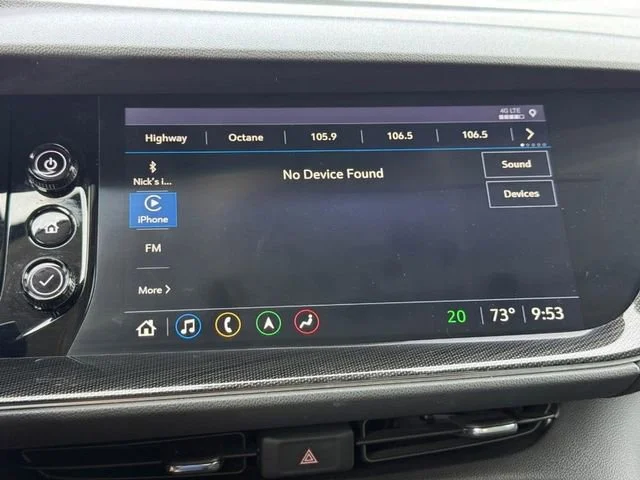 4G LTE
Highway Octane 105.9 106.5 106.5
Nick's i...
No Device Found
Sound
iPhone
Devices
FM
More
20 73° 9:53